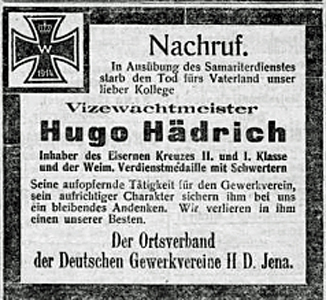 W
1914
Nachruf.
In Ausübung des Samariterdienstes
starb den Tod fürs Vaterland unser
lieber Kollege
Vizewachtmeister
Hugo Hädrich
Inhaber des Eisernen Kreuzes II. und I. Klasse
und der Weim. Verdienstmedaille mit Schwertern
Seine aufopfernde Tätigkeit für den Gewerkverein,
sein aufrichtiger Charakter sichern ihm bei uns
ein bleibendes Andenken. Wir verlieren in ihm
einen unserer Besten.
Der Ortsverband
der Deutschen Gewerkvereine H D. Jena.